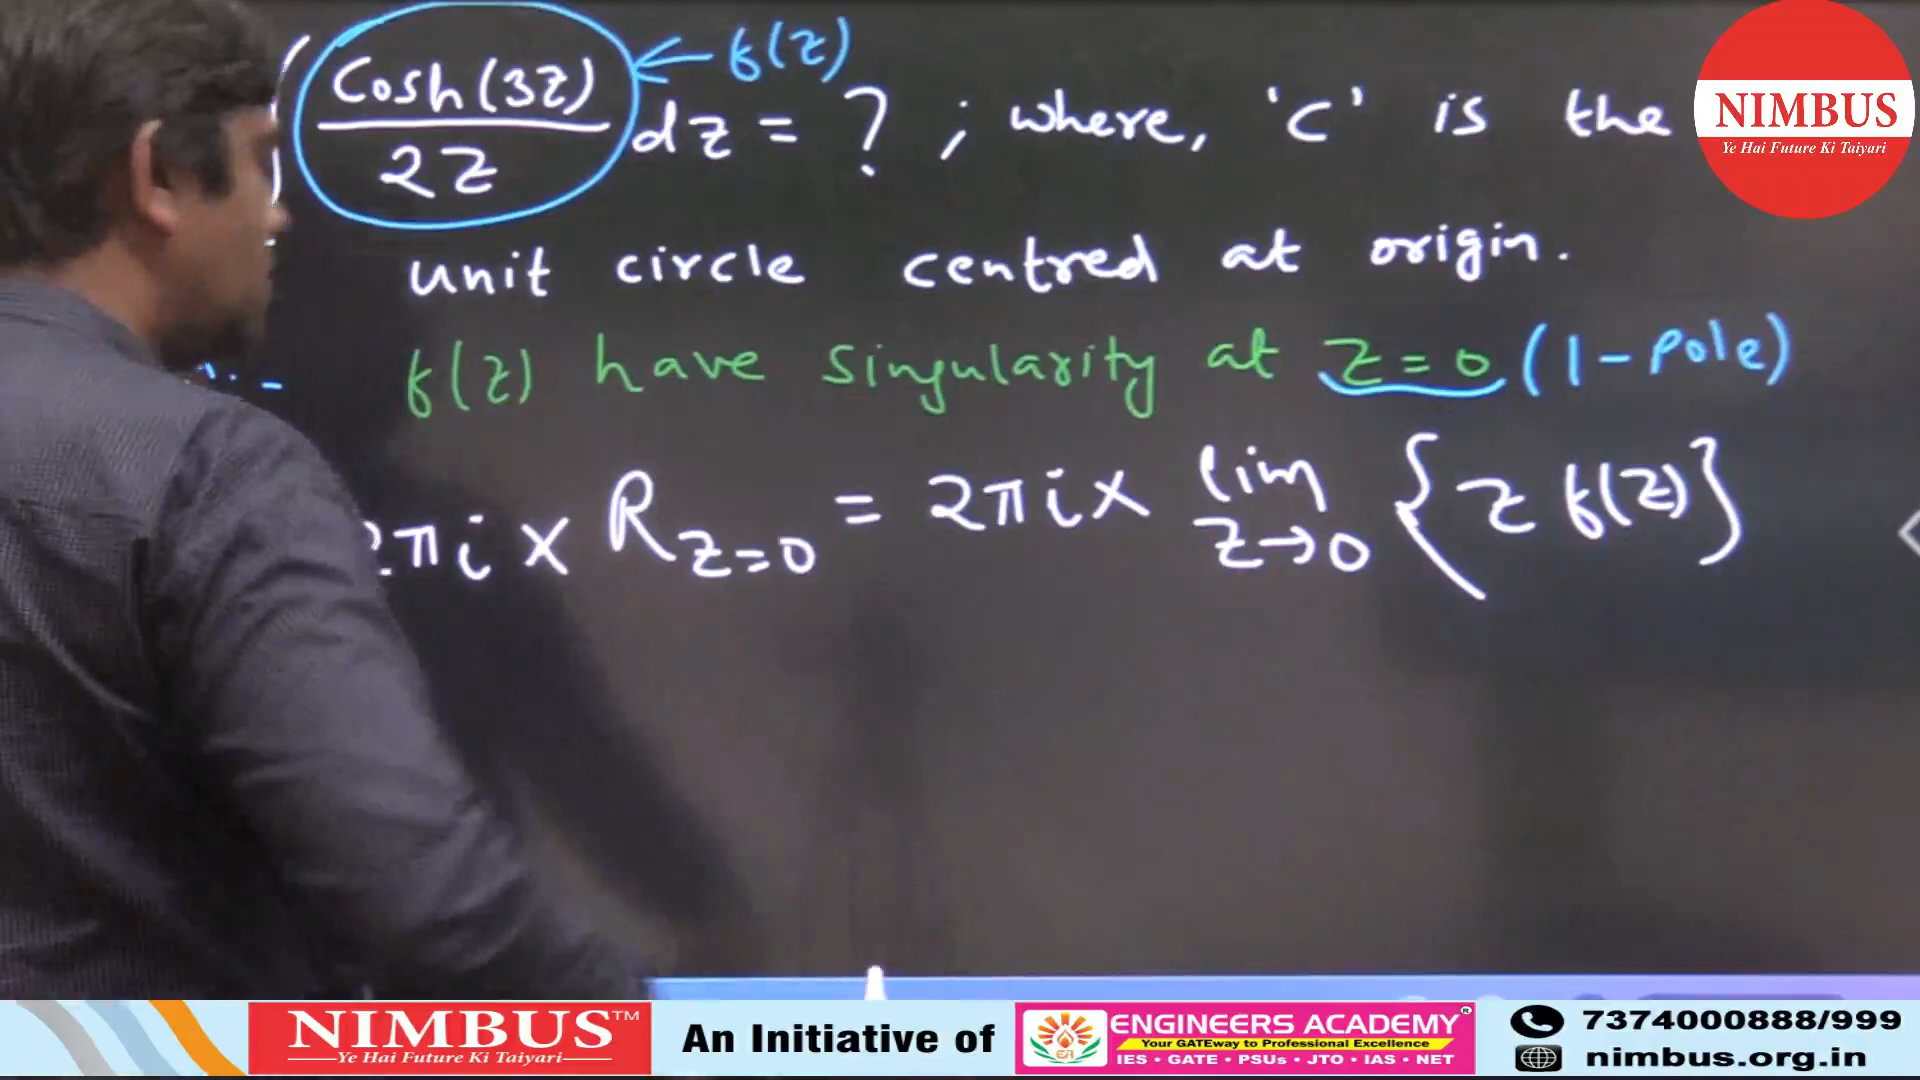 Cosh(3z) ← f(z)
2z dz = ? ; where, 'C' is the
unit circle centred at origin.
f(z) have singularity at z=0 (1-pole)
2πi × R z=0 = 2πi × lim z→0 { z f(z) }
NIMBUS
Ye Hai Future Ki Taiyari
NIMBUS™
Ye Hai Future Ki Taiyari
An Initiative of
ENGINEERS ACADEMY®
Your GATEway to Professional Excellence
IES • GATE • PSUs • JTO • IAS • NET
7374000888/999
nimbus.org.in